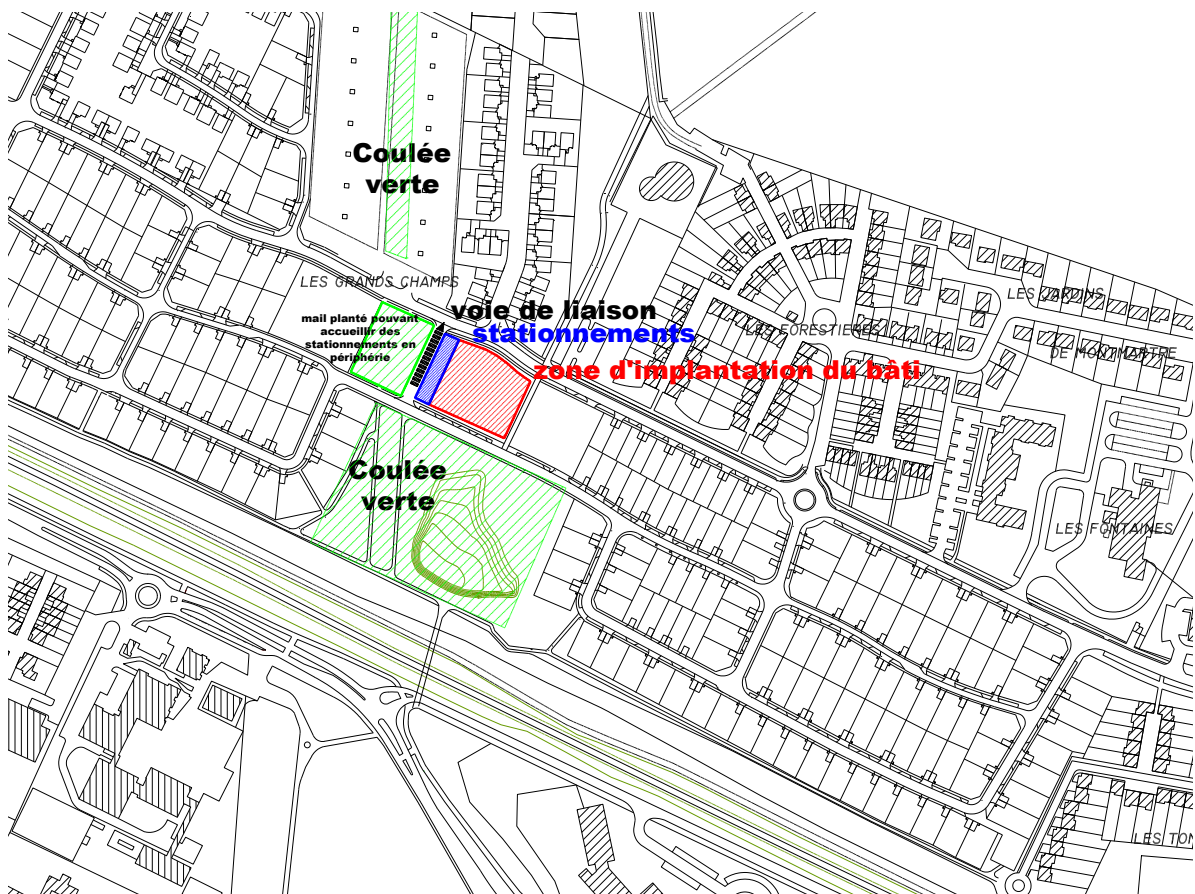 Coulée
verte
LES GRANDS CHAMPS
LES JARDINS
voie de liaison
mail planté pouvant
accueillir des
stationnements en
périphérie
stationnements
LES FORESTIERES
DE MONTMARTRE
zone d'implantation du bâti
Coulée
verte
LES FONTAINES
LES TON